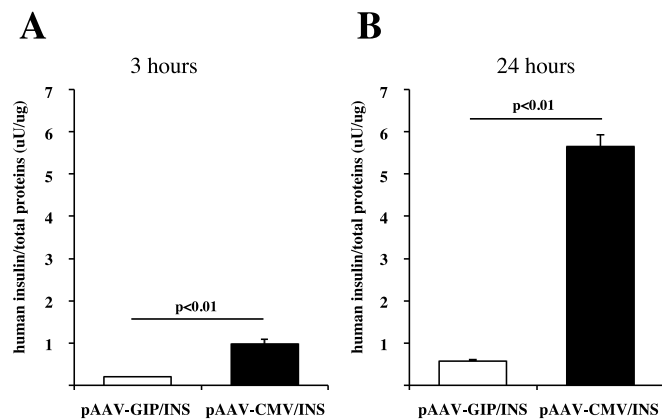 A
3 hours
human insulin/total proteins (uU/ug)
7
6
5
4
3
2
1
p<0.01
pAAV-GIP/INS pAAV-CMV/INS
B
24 hours
human insulin/total proteins (uU/ug)
7
6
5
4
3
2
1
p<0.01
pAAV-GIP/INS pAAV-CMV/INS